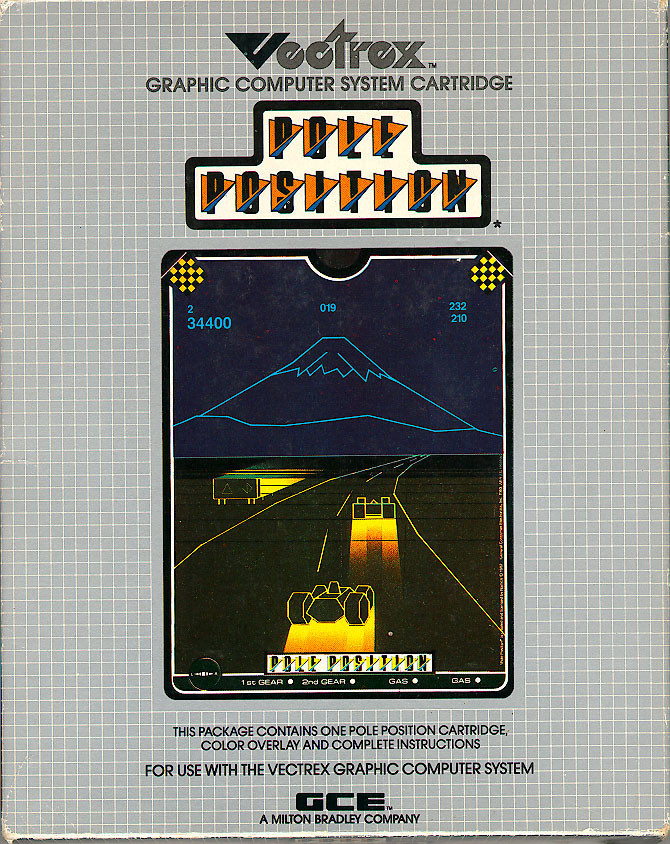 Vectrex™
GRAPHIC COMPUTER SYSTEM CARTRIDGE
POLE
POSITION*
2
34400
019
232
210
POLE POSITION
1st GEAR 2nd GEAR GAS GAS
THIS PACKAGE CONTAINS ONE POLE POSITION CARTRIDGE,
COLOR OVERLAY AND COMPLETE INSTRUCTIONS
FOR USE WITH THE VECTREX GRAPHIC COMPUTER SYSTEM
GCE™
A MILTON BRADLEY COMPANY